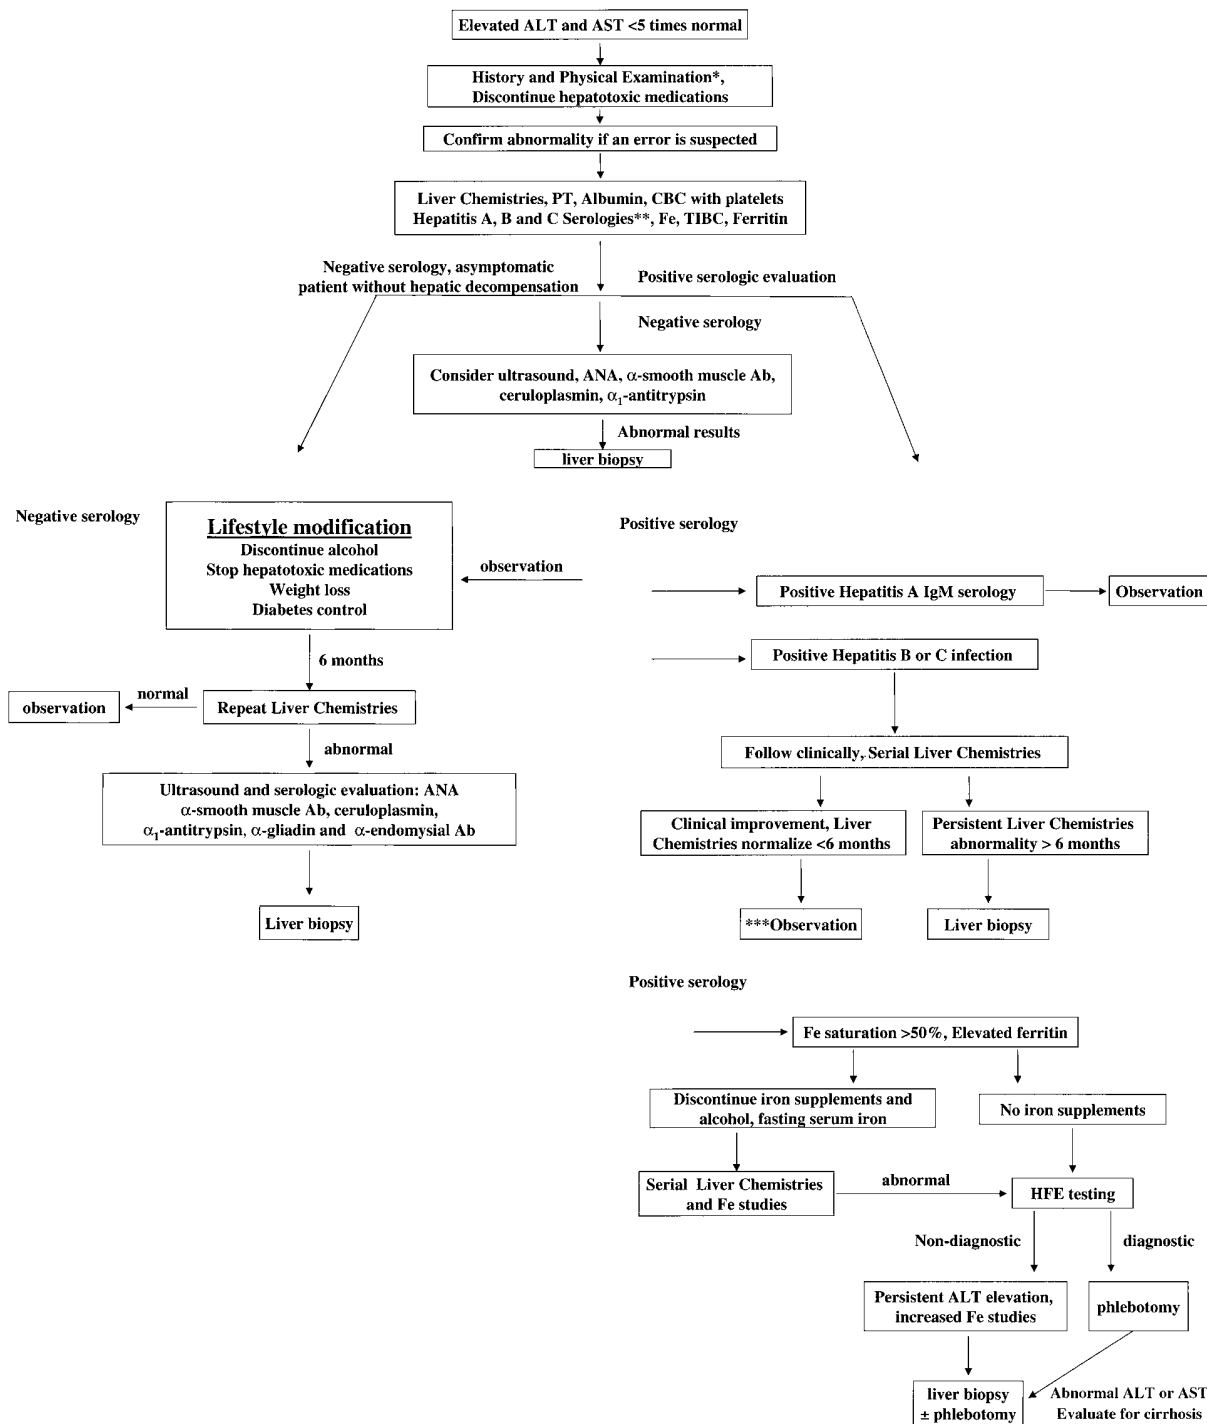 Elevated ALT and AST <5 times normal
History and Physical Examination*,
Discontinue hepatotoxic medications
Confirm abnormality if an error is suspected
Liver Chemistries, PT, Albumin, CBC with platelets
Hepatitis A, B and C Serologies**, Fe, TIBC, Ferritin
Negative serology, asymptomatic
patient without hepatic decompensation
Positive serologic evaluation
Negative serology
Consider ultrasound, ANA, α-smooth muscle Ab,
ceruloplasmin, α1-antitrypsin
Abnormal results
liver biopsy
Negative serology
Lifestyle modification
Discontinue alcohol
Stop hepatotoxic medications
Weight loss
Diabetes control
observation
6 months
normal
observation
Repeat Liver Chemistries
abnormal
Ultrasound and serologic evaluation: ANA
α-smooth muscle Ab, ceruloplasmin,
α1-antitrypsin, α-gliadin and α-endomysial Ab
Liver biopsy
Positive serology
Positive Hepatitis A IgM serology
Observation
Positive Hepatitis B or C infection
Follow clinically, Serial Liver Chemistries
Clinical improvement, Liver
Chemistries normalize <6 months
Persistent Liver Chemistries
abnormality > 6 months
***Observation
Liver biopsy
Positive serology
Fe saturation >50%, Elevated ferritin
Discontinue iron supplements and
alcohol, fasting serum iron
No iron supplements
Serial Liver Chemistries
and Fe studies
abnormal
HFE testing
Non-diagnostic
diagnostic
Persistent ALT elevation,
increased Fe studies
phlebotomy
liver biopsy
± phlebotomy
Abnormal ALT or AST
Evaluate for cirrhosis